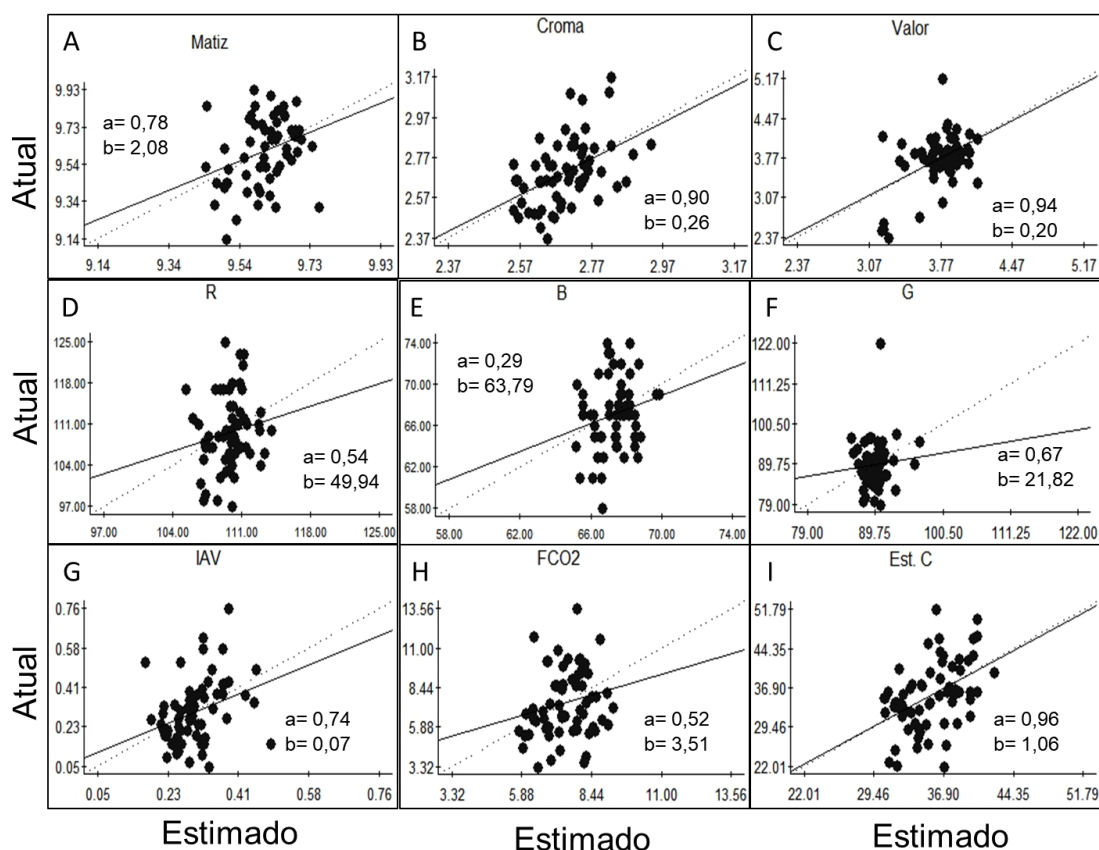 A
Matiz
a= 0,78
b= 2,08
9.93
9.73
9.54
9.34
9.14
9.14 9.34 9.54 9.73 9.93
B
Croma
a= 0,90
b= 0,26
3.17
2.97
2.77
2.57
2.37
2.37 2.57 2.77 2.97 3.17
C
Valor
a= 0,94
b= 0,20
5.17
4.47
3.77
3.07
2.37
2.37 3.07 3.77 4.47 5.17
Atual
D
R
a= 0,54
b= 49,94
125.00
118.00
111.00
104.00
97.00
97.00 104.00 111.00 118.00 125.00
E
B
a= 0,29
b= 63,79
74.00
70.00
66.00
62.00
58.00
58.00 62.00 66.00 70.00 74.00
F
G
a= 0,67
b= 21,82
122.00
111.25
100.50
89.75
79.00
79.00 89.75 100.50 111.25 122.00
Atual
G
IAV
a= 0,74
b= 0,07
0.76
0.58
0.41
0.23
0.05
0.05 0.23 0.41 0.58 0.76
H
FCO2
a= 0,52
b= 3,51
13.56
11.00
8.44
5.88
3.32
3.32 5.88 8.44 11.00 13.56
I
Est. C
a= 0,96
b= 1,06
51.79
44.35
36.90
29.46
22.01
22.01 29.46 36.90 44.35 51.79
Atual
Estimado
Estimado
Estimado